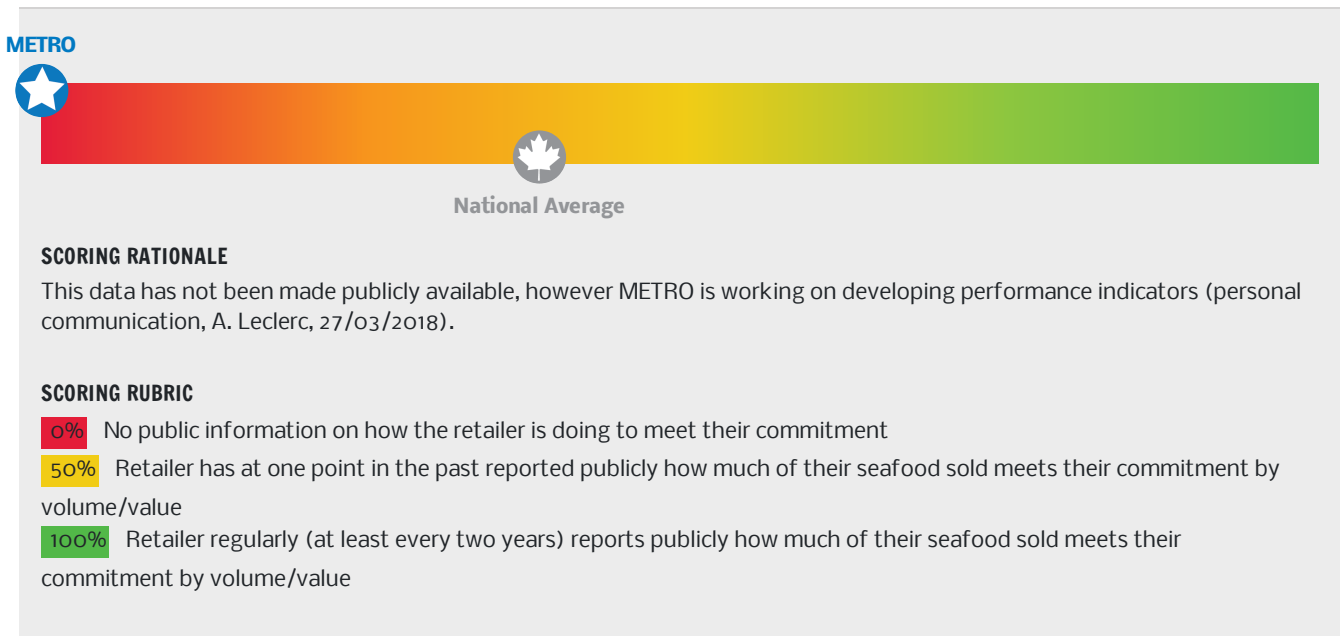 METRO
National Average
SCORING RATIONALE
This data has not been made publicly available, however METRO is working on developing performance indicators (personal
communication, A. Leclerc, 27/03/2018).
SCORING RUBRIC
0% No public information on how the retailer is doing to meet their commitment
50% Retailer has at one point in the past reported publicly how much of their seafood sold meets their commitment by
volume/value
100% Retailer regularly (at least every two years) reports publicly how much of their seafood sold meets their
commitment by volume/value